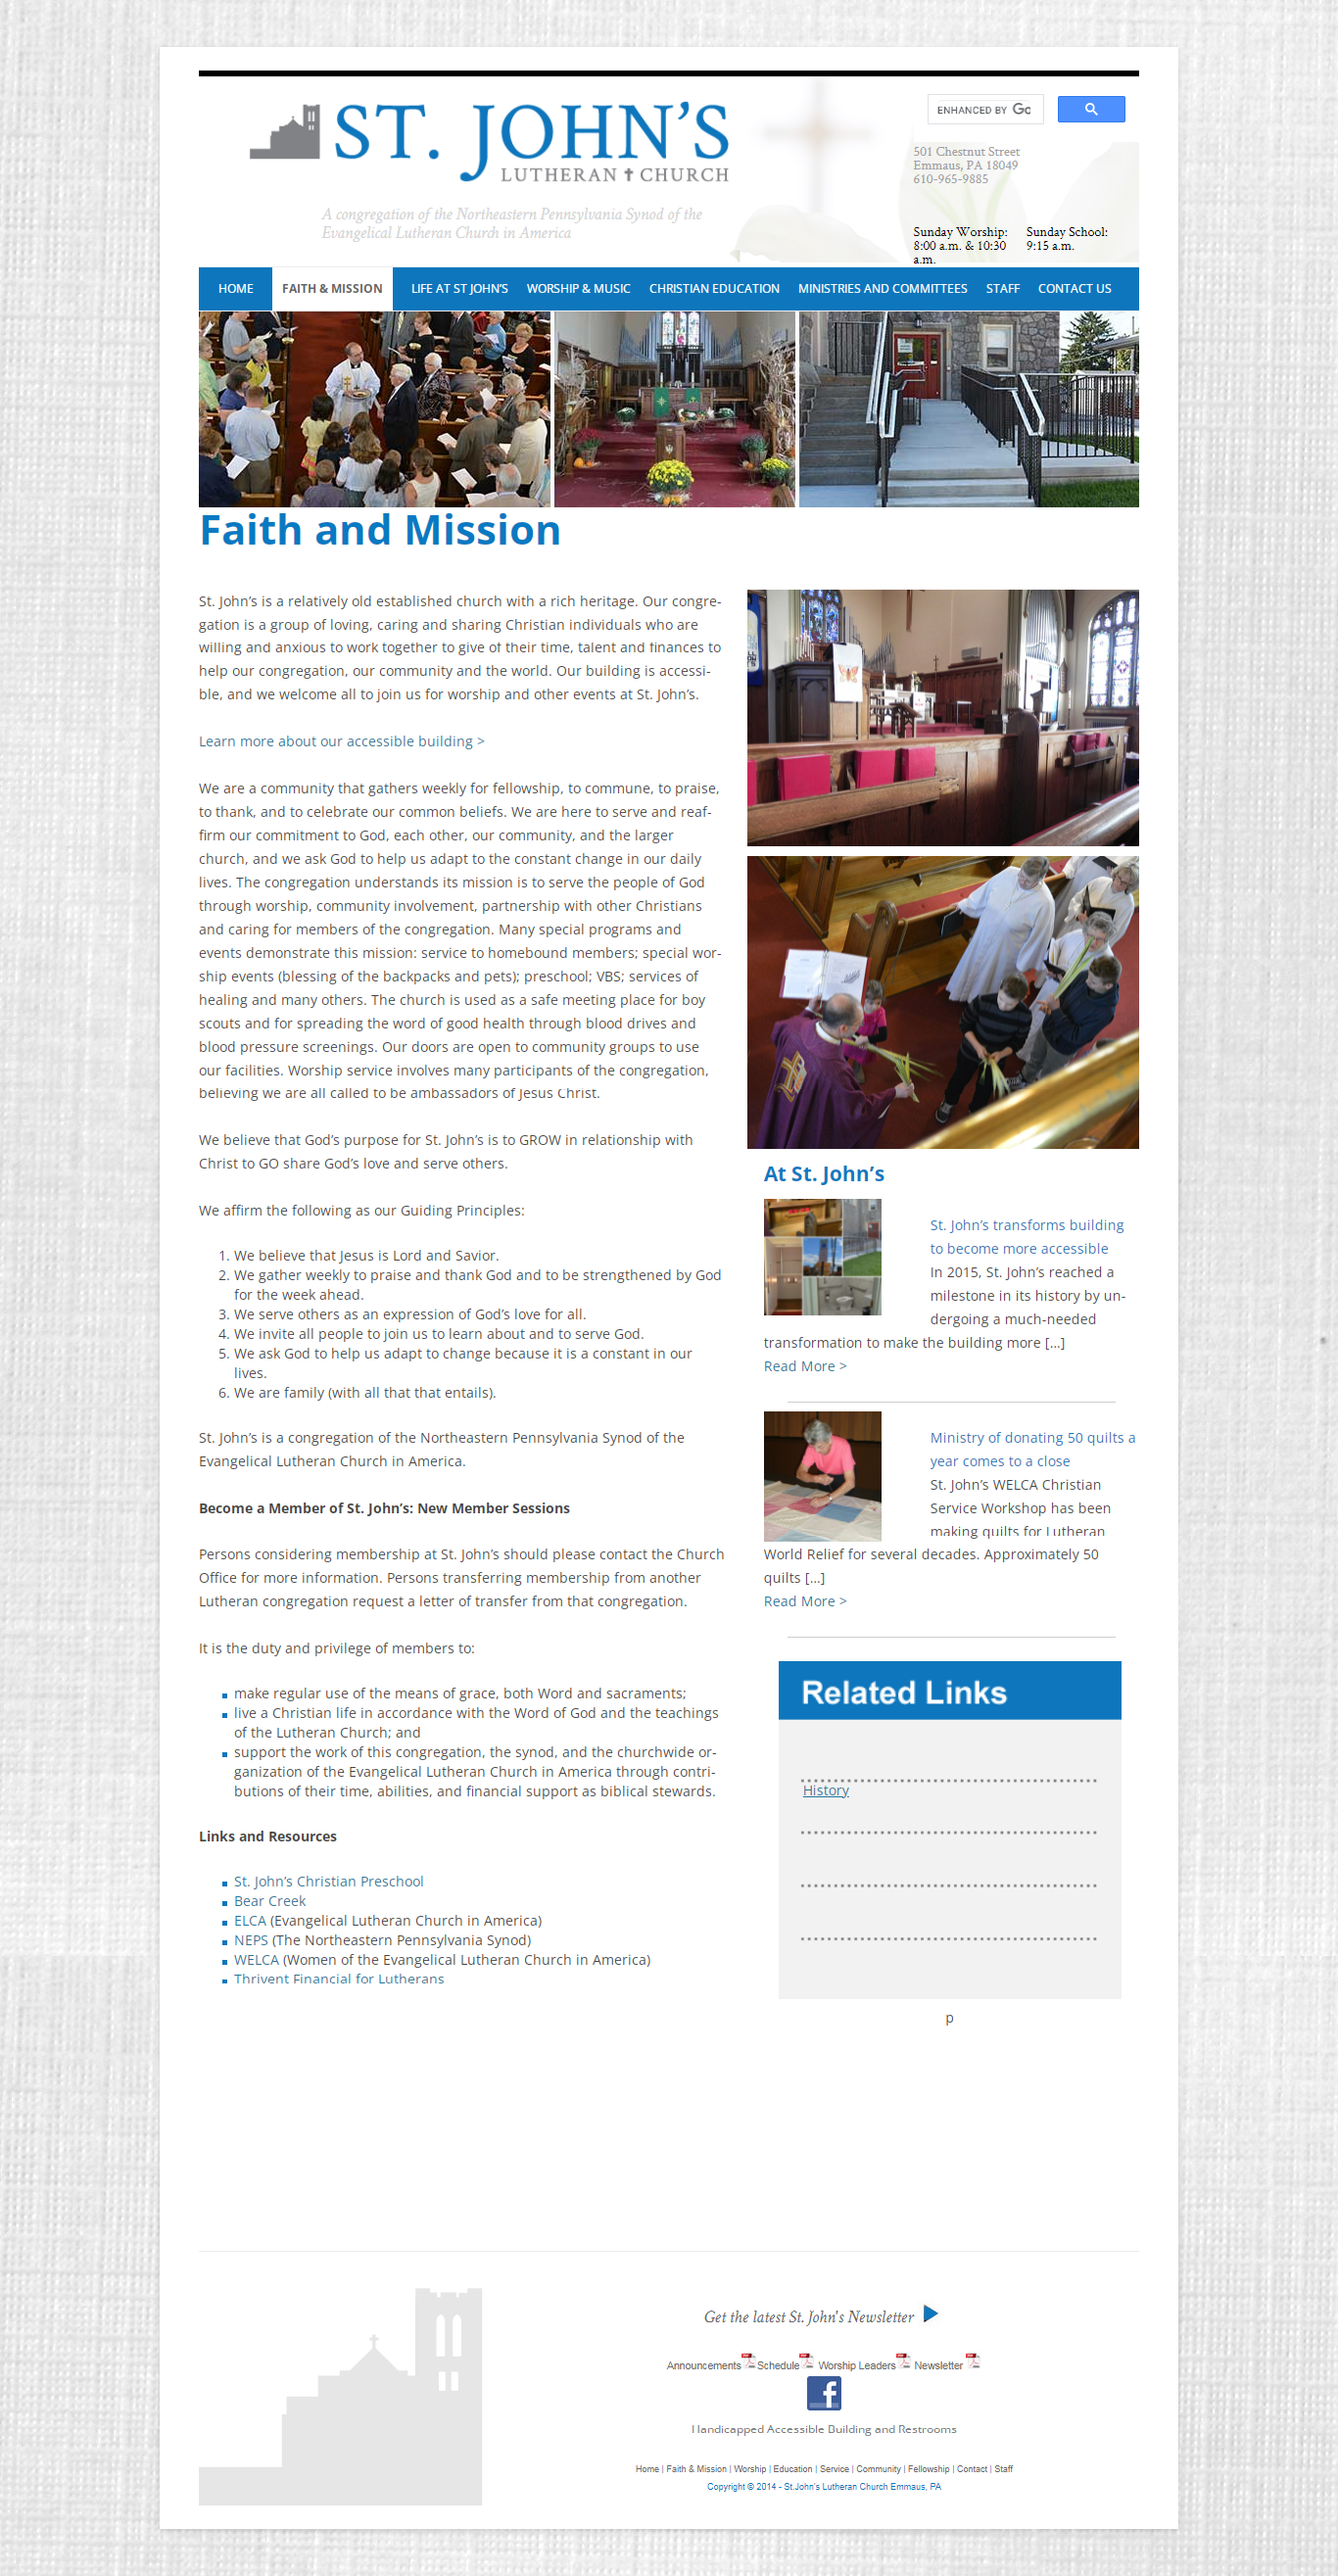 ST. JOHN'S
LUTHERAN CHURCH
A congregation of the Northeastern Pennsylvania Synod of the
Evangelical Lutheran Church in America
ENHANCED BY Go
501 Chestnut Street
Emmaus, PA 18049
610-965-9885
Sunday Worship:
8:00 a.m. & 10:30
a.m.
Sunday School:
9:15 a.m.
HOME FAITH & MISSION LIFE AT ST JOHN'S WORSHIP & MUSIC CHRISTIAN EDUCATION MINISTRIES AND COMMITTEES STAFF CONTACT US
Faith and Mission
St. John's is a relatively old established church with a rich heritage. Our congre-
gation is a group of loving, caring and sharing Christian individuals who are
willing and anxious to work together to give of their time, talent and finances to
help our congregation, our community and the world. Our building is accessi-
ble, and we welcome all to join us for worship and other events at St. John's.
Learn more about our accessible building >
We are a community that gathers weekly for fellowship, to commune, to praise,
to thank, and to celebrate our common beliefs. We are here to serve and reaf-
firm our commitment to God, each other, our community, and the larger
church, and we ask God to help us adapt to the constant change in our daily
lives. The congregation understands its mission is to serve the people of God
through worship, community involvement, partnership with other Christians
and caring for members of the congregation. Many special programs and
events demonstrate this mission: service to homebound members; special wor-
ship events (blessing of the backpacks and pets); preschool; VBS; services of
healing and many others. The church is used as a safe meeting place for boy
scouts and for spreading the word of good health through blood drives and
blood pressure screenings. Our doors are open to community groups to use
our facilities. Worship service involves many participants of the congregation,
believing we are all called to be ambassadors of Jesus Christ.
We believe that God's purpose for St. John's is to GROW in relationship with
Christ to GO share God's love and serve others.
We affirm the following as our Guiding Principles:
1. We believe that Jesus is Lord and Savior.
2. We gather weekly to praise and thank God and to be strengthened by God
for the week ahead.
3. We serve others as an expression of God's love for all.
4. We invite all people to join us to learn about and to serve God.
5. We ask God to help us adapt to change because it is a constant in our
lives.
6. We are family (with all that that entails).
St. John's is a congregation of the Northeastern Pennsylvania Synod of the
Evangelical Lutheran Church in America.
Become a Member of St. John's: New Member Sessions
Persons considering membership at St. John's should please contact the Church
Office for more information. Persons transferring membership from another
Lutheran congregation request a letter of transfer from that congregation.
It is the duty and privilege of members to:
make regular use of the means of grace, both Word and sacraments;
live a Christian life in accordance with the Word of God and the teachings
of the Lutheran Church; and
support the work of this congregation, the synod, and the churchwide or-
ganization of the Evangelical Lutheran Church in America through contri-
butions of their time, abilities, and financial support as biblical stewards.
Links and Resources
St. John's Christian Preschool
Bear Creek
ELCA (Evangelical Lutheran Church in America)
NEPS (The Northeastern Pennsylvania Synod)
WELCA (Women of the Evangelical Lutheran Church in America)
Thrivent Financial for Lutherans
At St. John's
St. John's transforms building
to become more accessible
In 2015, St. John's reached a
milestone in its history by un-
dergoing a much-needed
transformation to make the building more [...]
Read More >
Ministry of donating 50 quilts a
year comes to a close
St. John's WELCA Christian
Service Workshop has been
making quilts for Lutheran
World Relief for several decades. Approximately 50
quilts [...]
Read More >
Related Links
History
p
Get the latest St. John's Newsletter
Announcements Schedule Worship Leaders Newsletter
Handicapped Accessible Building and Restrooms
Home | Faith & Mission | Worship | Education | Service | Community | Fellowship | Contact | Staff
Copyright © 2014 - St.John's Lutheran Church Emmaus, PA